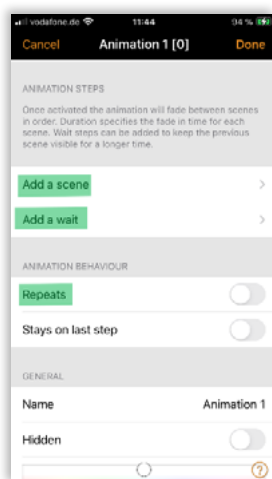 vodafone.de 11:44 94 %
Cancel Animation 1 [0] Done
ANIMATION STEPS
Once activated the animation will fade between scenes
in order. Duration specifies the fade in time for each
scene. Wait steps can be added to keep the previous
scene visible for a longer time.
Add a scene
Add a wait
ANIMATION BEHAVIOUR
Repeats
Stays on last step
GENERAL
Name Animation 1
Hidden
?